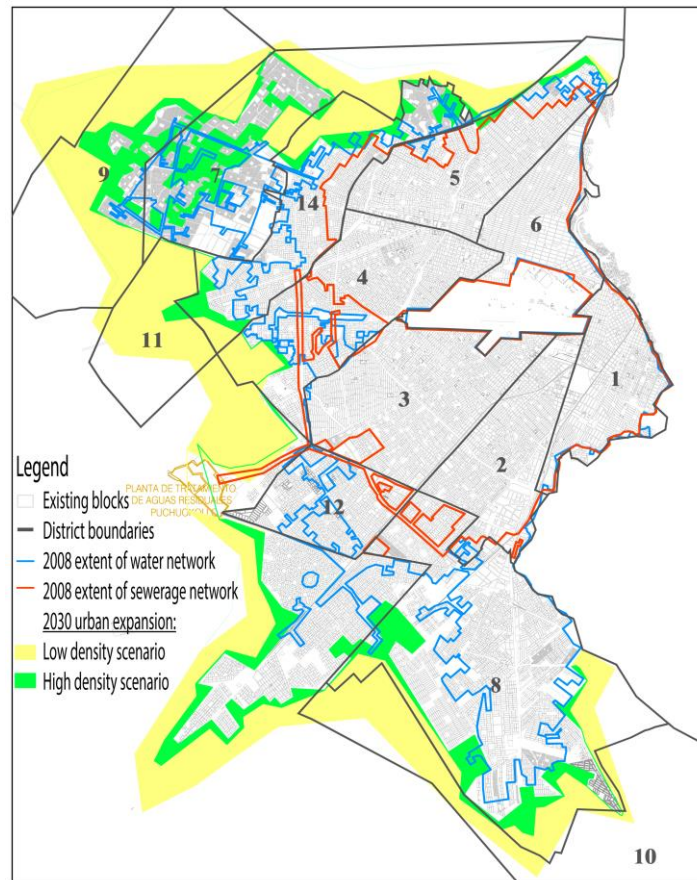 9
7
14
5
6
4
11
3
1
2
12
8
10
PLANTA DE TRATAMIENTO
DE AGUAS RESIDUALES
PUCHUCKOLLO
Legend
Existing blocks
District boundaries
2008 extent of water network
2008 extent of sewerage network
2030 urban expansion:
Low density scenario
High density scenario